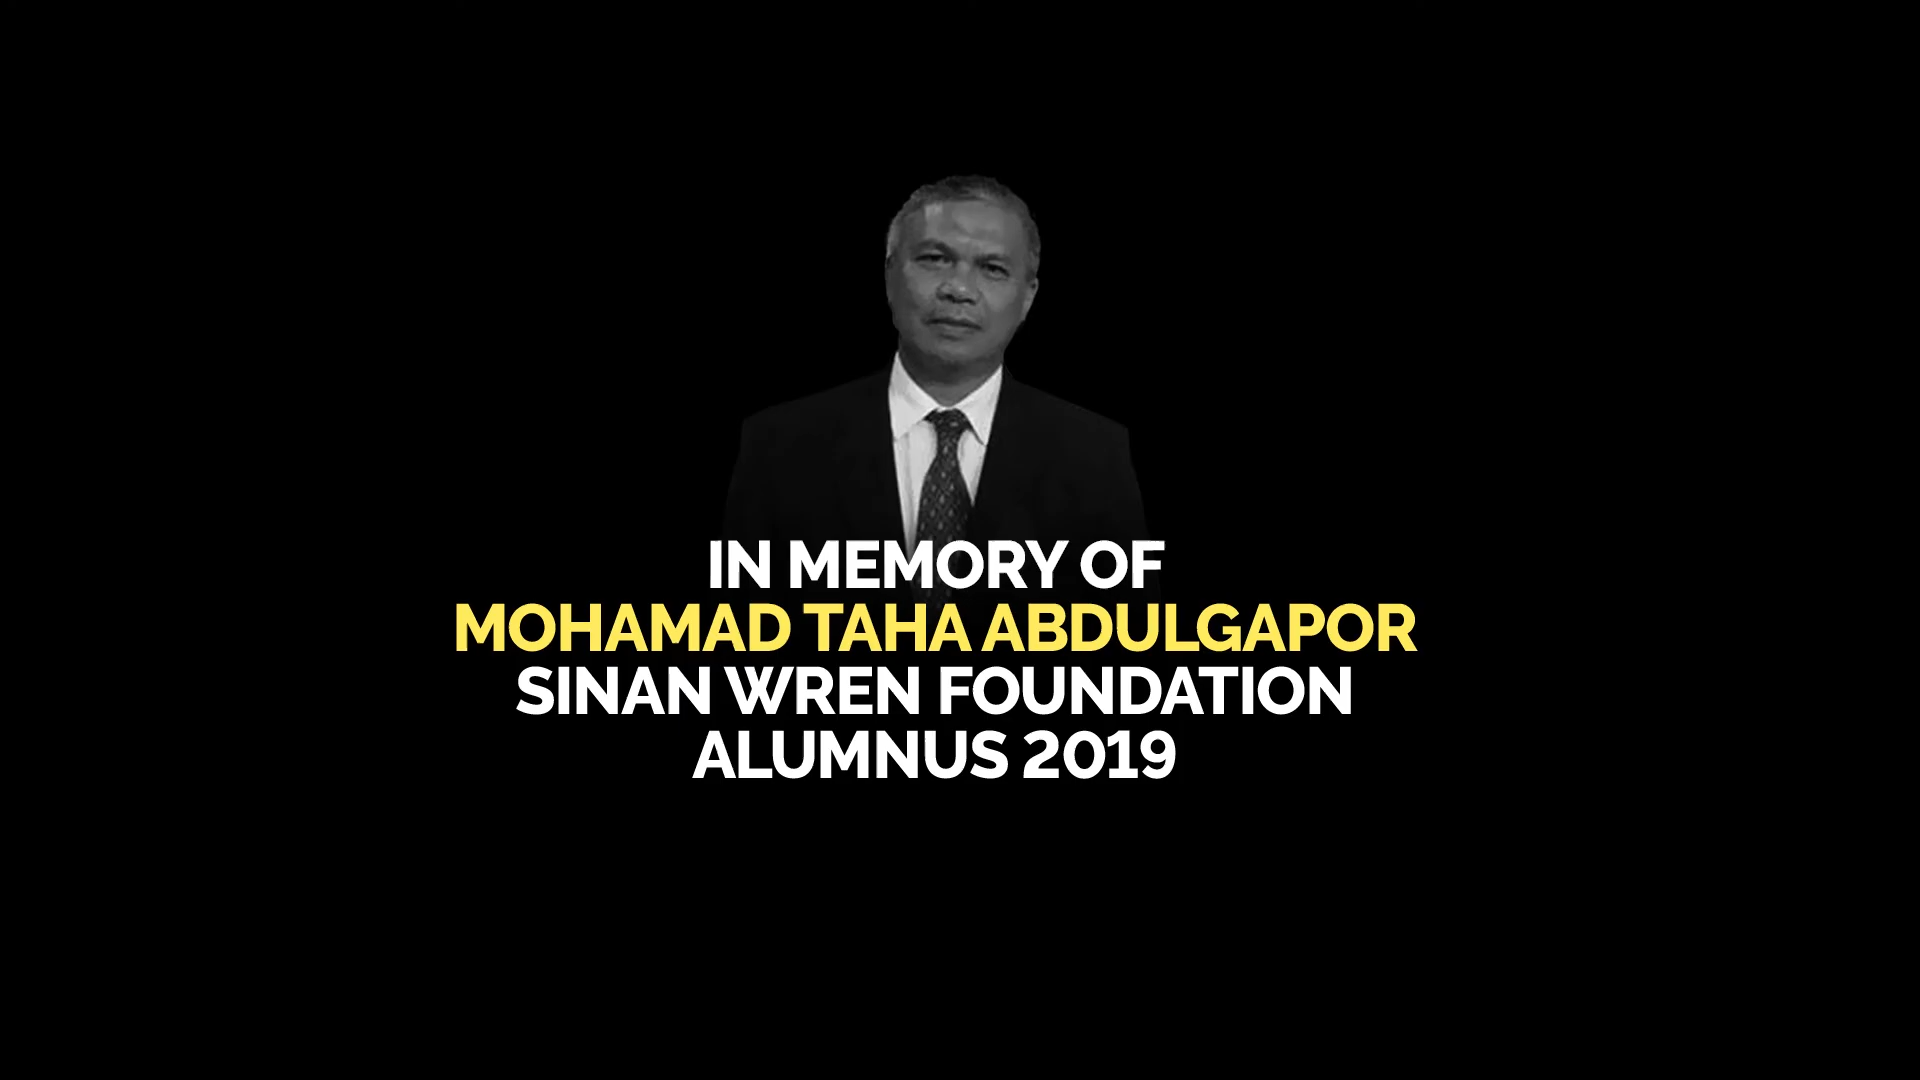 IN MEMORY OF
MOHAMAD TAHA ABDULGAPOR
SINAN WREN FOUNDATION
ALUMNUS 2019